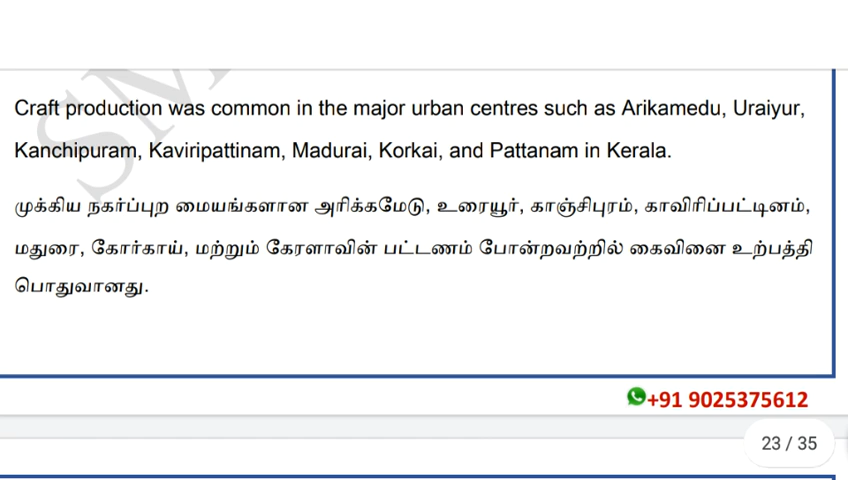 Craft production was common in the major urban centres such as Arikamedu, Uraiyur,
Kanchipuram, Kaviripattinam, Madurai, Korkai, and Pattanam in Kerala.
முக்கிய நகர்ப்புற மையங்களான அரிக்கமேடு, உரையூர், காஞ்சிபுரம், காவிரிப்பட்டினம்,
மதுரை, கோர்காய், மற்றும் கேரளாவின் பட்டணம் போன்றவற்றில் கைவினை உற்பத்தி
பொதுவானது.
+91 9025375612
23 / 35